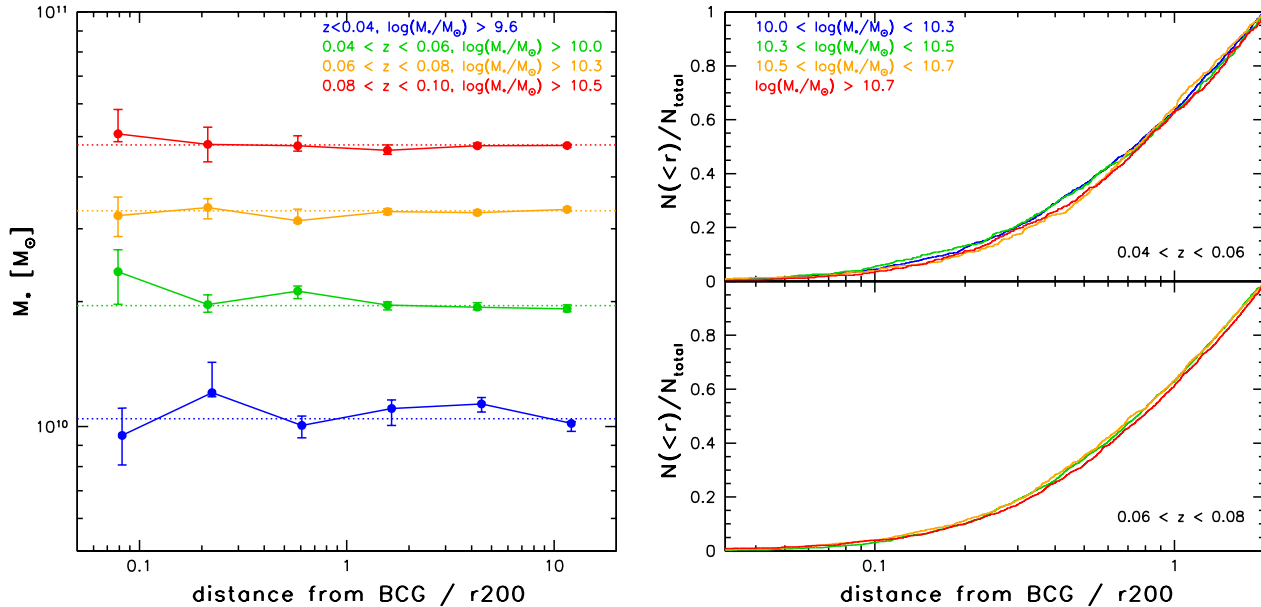 10¹¹
10¹⁰
M⋆ [M☉]
z<0.04, log(M⋆/M☉) > 9.6
0.04 < z < 0.06, log(M⋆/M☉) > 10.0
0.06 < z < 0.08, log(M⋆/M☉) > 10.3
0.08 < z < 0.10, log(M⋆/M☉) > 10.5
0.1
1
10
distance from BCG / r200
1
0.8
0.6
0.4
0.2
0
N(<r)/Ntotal
10.0 < log(M⋆/M☉) < 10.3
10.3 < log(M⋆/M☉) < 10.5
10.5 < log(M⋆/M☉) < 10.7
log(M⋆/M☉) > 10.7
0.04 < z < 0.06
0.8
0.6
0.4
0.2
0
N(<r)/Ntotal
0.06 < z < 0.08
0.1
1
distance from BCG / r200